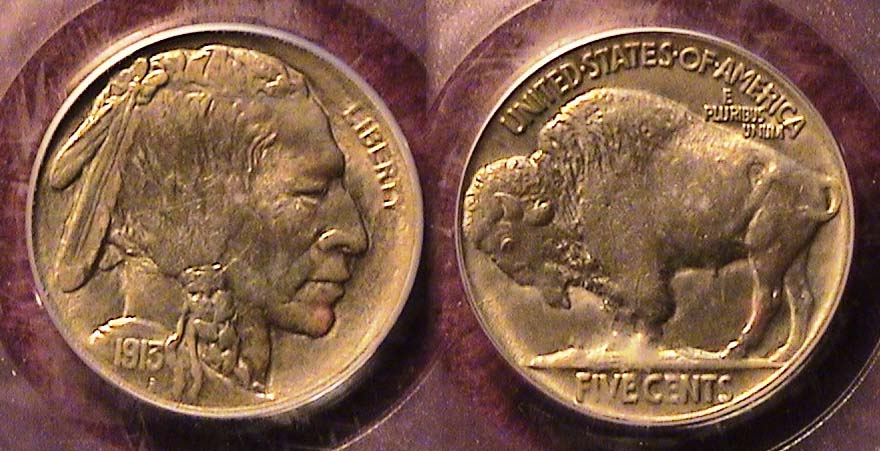 LIBERTY
1913
UNITED·STATES·OF·AMERICA
E
PLURIBUS
UNUM
FIVE CENTS